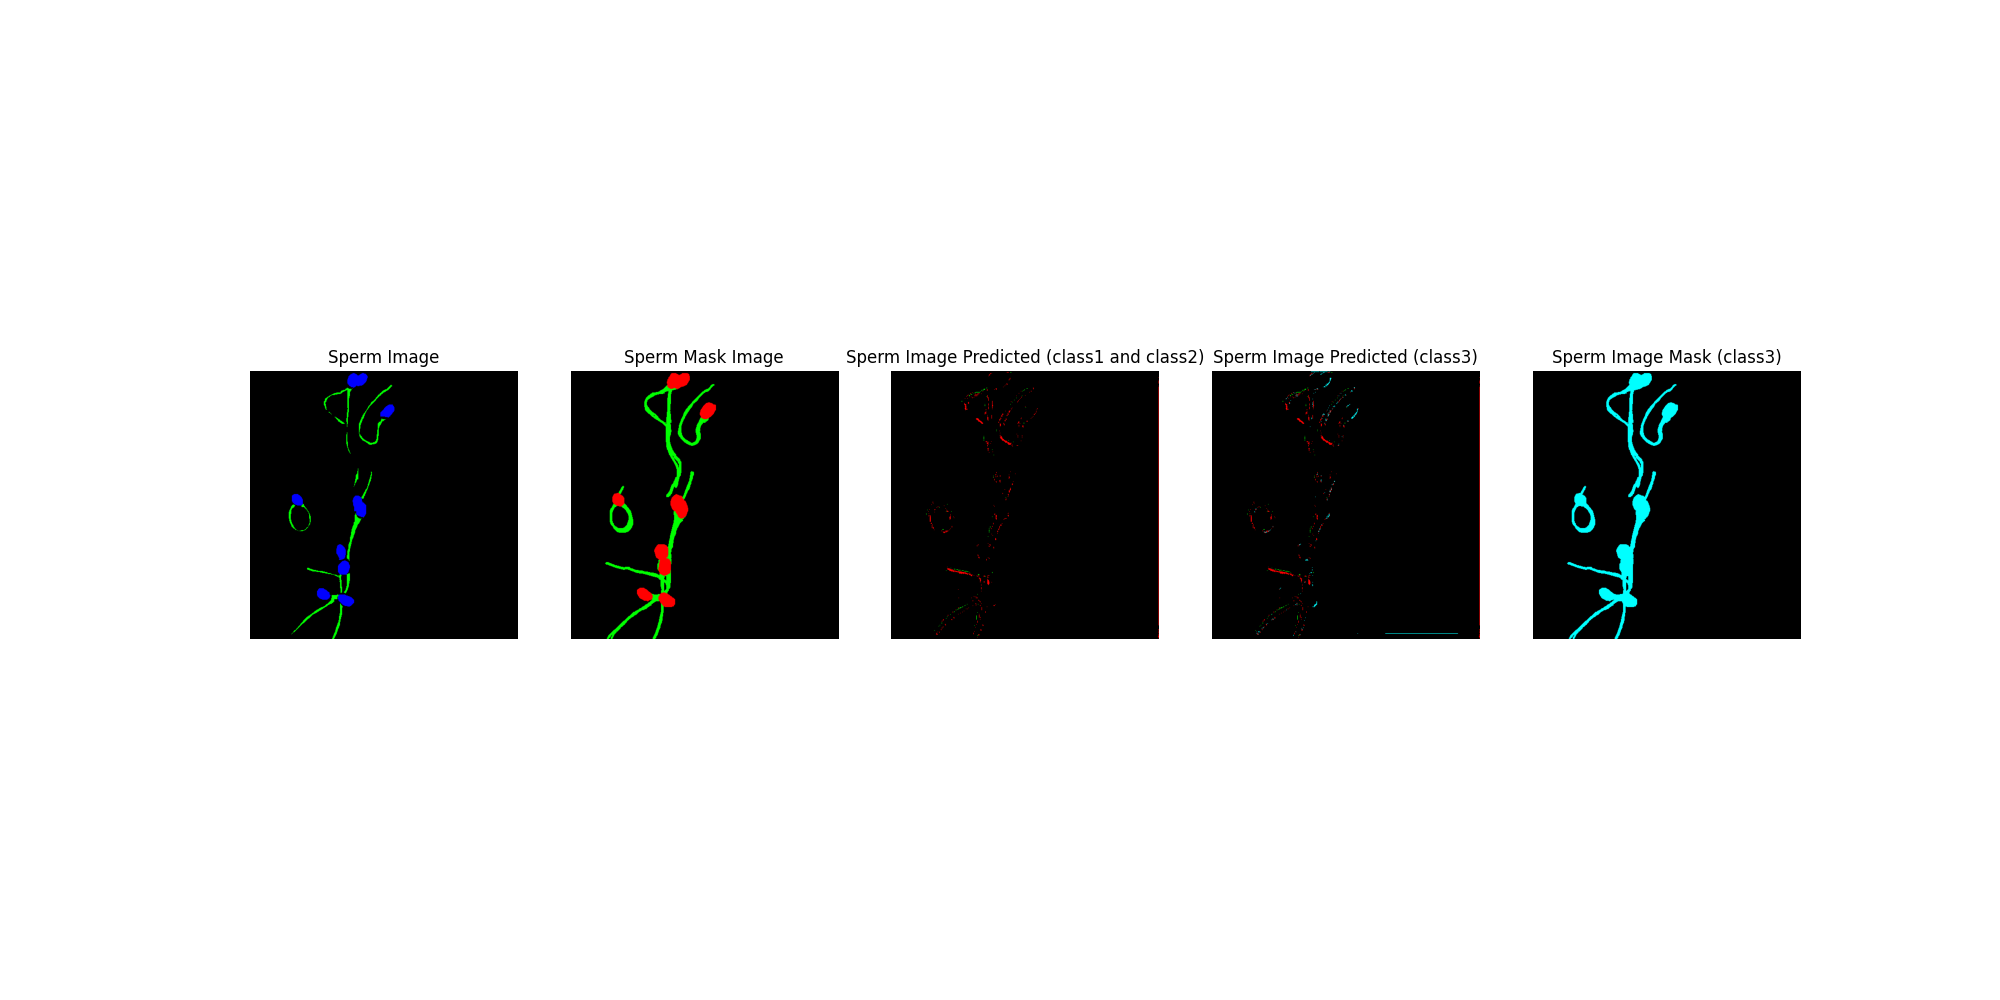 Sperm Image
Sperm Mask Image
Sperm Image Predicted (class1 and class2)
Sperm Image Predicted (class3)
Sperm Image Mask (class3)